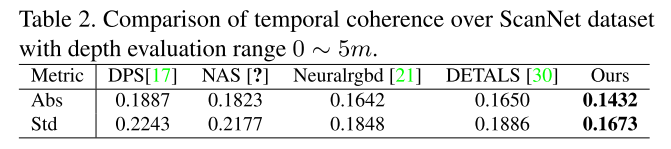 Table 2. Comparison of temporal coherence over ScanNet dataset
with depth evaluation range 0 ∼ 5m.
Metric DPS[17] NAS [?] Neuralrgbd [21] DETALS [30] Ours
Abs 0.1887 0.1823 0.1642 0.1650 0.1432
Std 0.2243 0.2177 0.1848 0.1886 0.1673